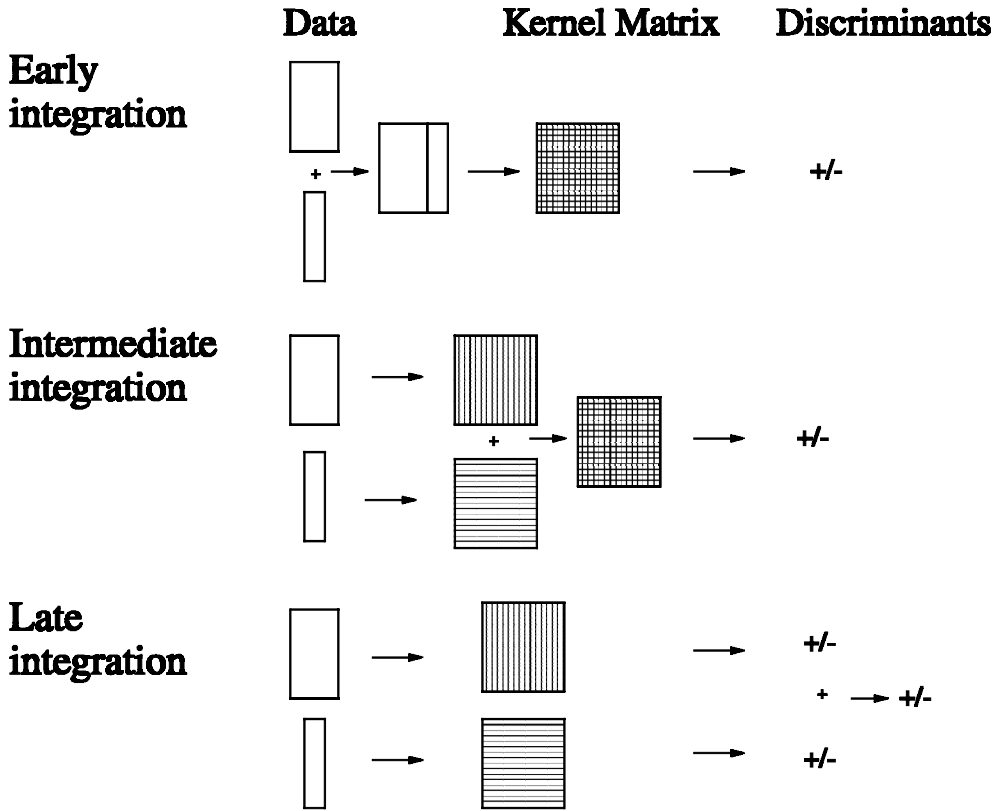 Data Kernel Matrix Discriminants
Early
integration
+ +/-
Intermediate
integration
+ +/-
Late
integration
+/-
+ +/-
+/-